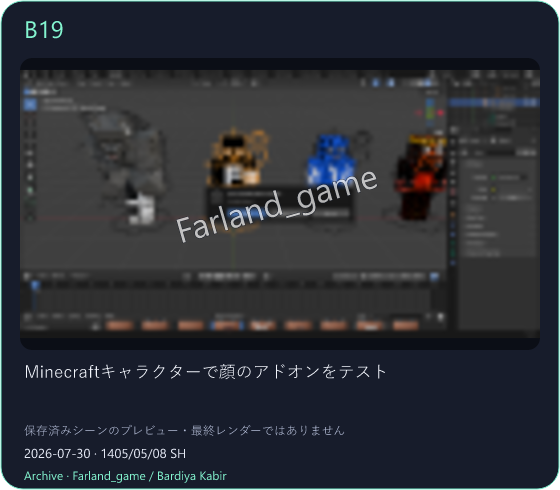 B19
Farland_game
Minecraftキャラクターで顔のアドオンをテスト
保存済みシーンのプレビュー・最終レンダーではありません
2026-07-30 · 1405/05/08 SH
Archive · Farland_game / Bardiya Kabir